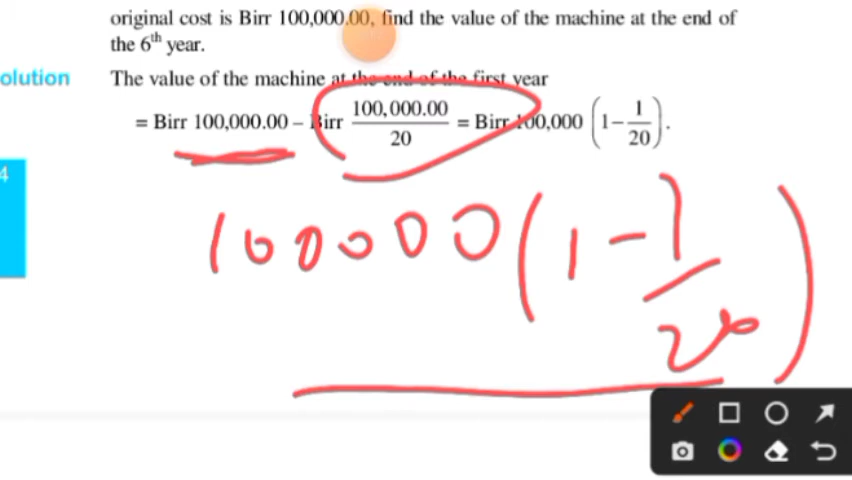 original cost is Birr 100,000.00, find the value of the machine at the end of
the 6th year.
olution The value of the machine at the end of the first year
= Birr 100,000.00 – Birr 100,000.00/20 = Birr 100,000 (1 − 1/20).
4
100000(1 − 1/20)